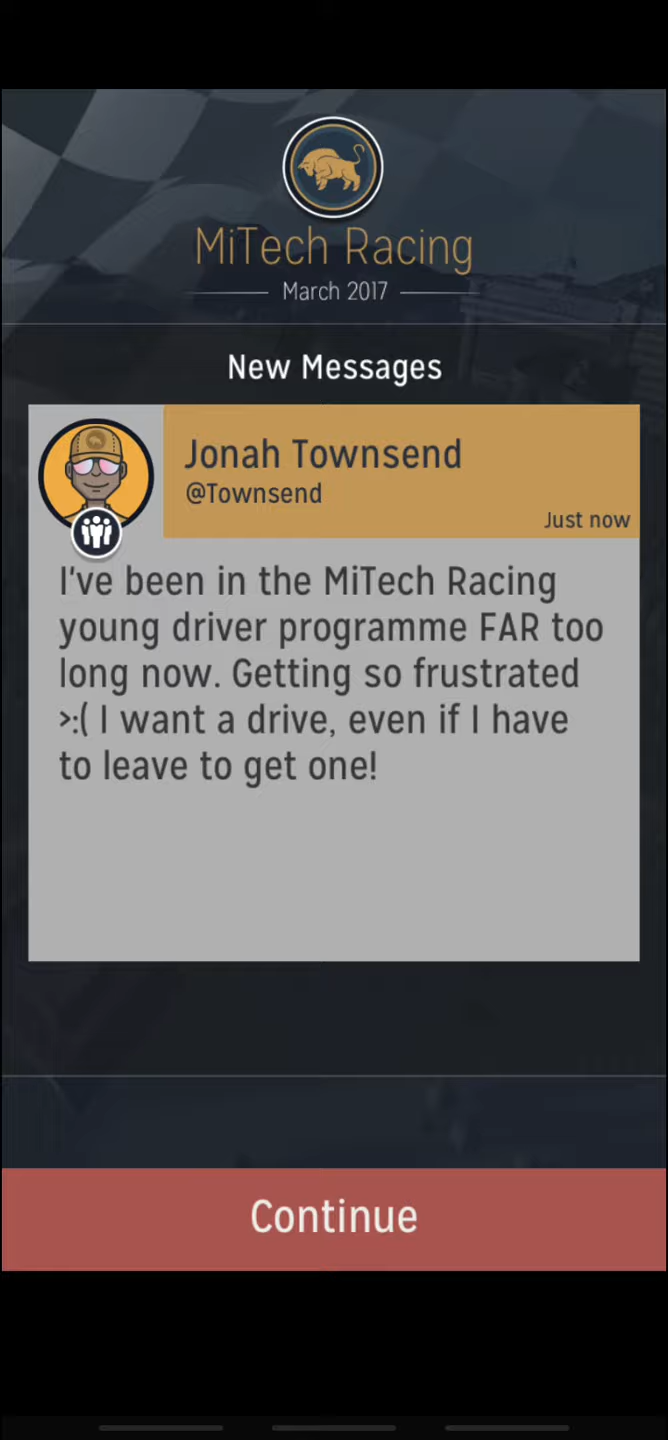 MiTech Racing
March 2017
New Messages
Jonah Townsend
@Townsend
Just now
I've been in the MiTech Racing
young driver programme FAR too
long now. Getting so frustrated
>:( I want a drive, even if I have
to leave to get one!
Continue